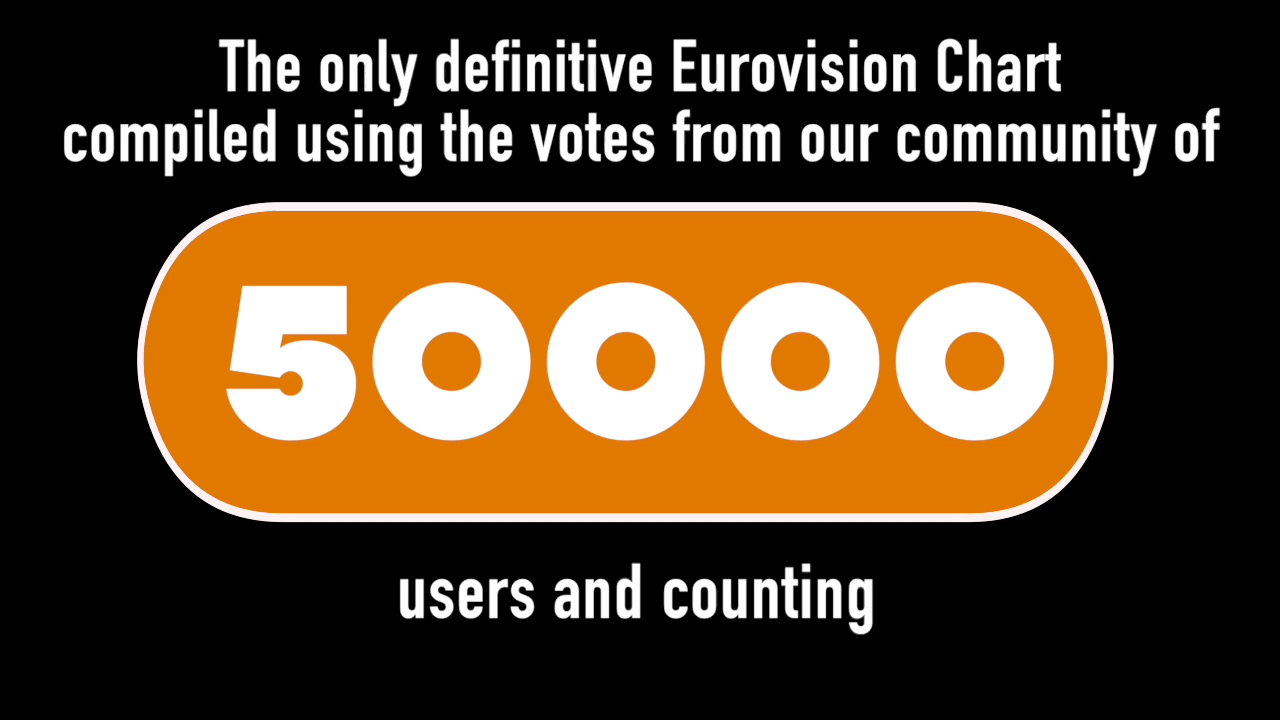 The only definitive Eurovision Chart
compiled using the votes from our community of
50000
users and counting